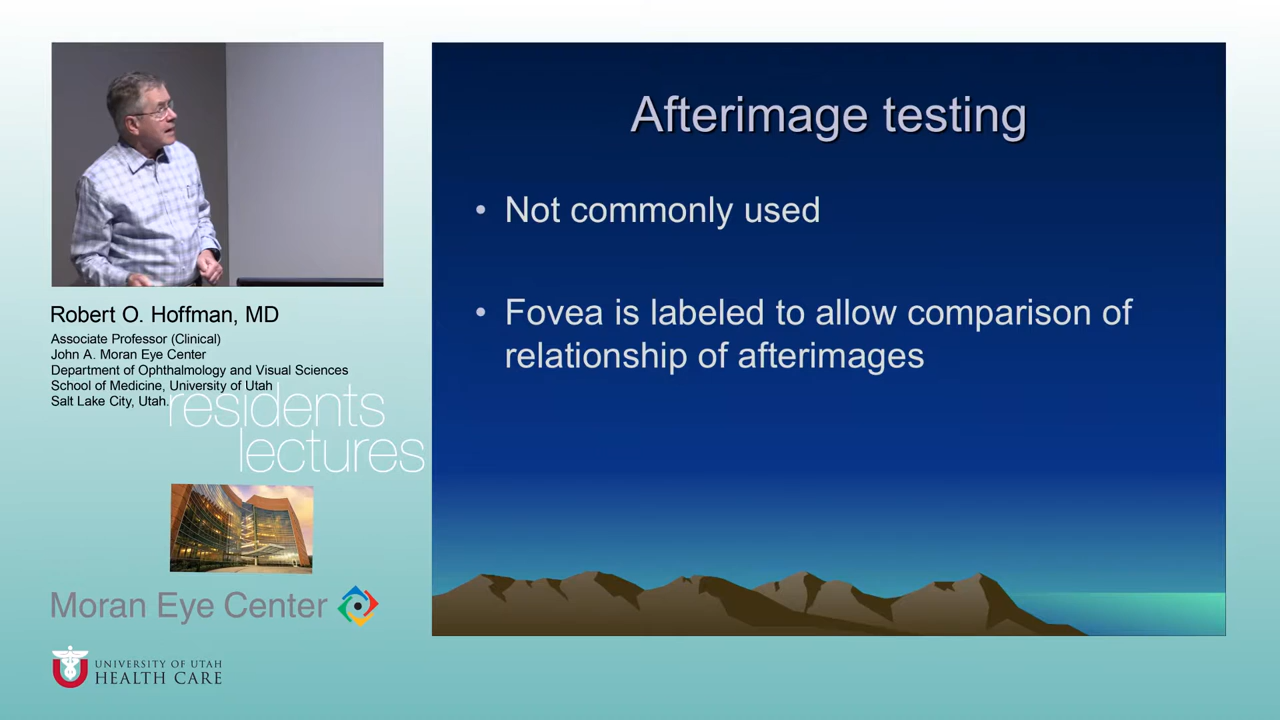 Afterimage testing
• Not commonly used
• Fovea is labeled to allow comparison of
relationship of afterimages
Robert O. Hoffman, MD
Associate Professor (Clinical)
John A. Moran Eye Center
Department of Ophthalmology and Visual Sciences
School of Medicine, University of Utah
Salt Lake City, Utah.
residents
lectures
Moran Eye Center
UNIVERSITY OF UTAH
HEALTH CARE